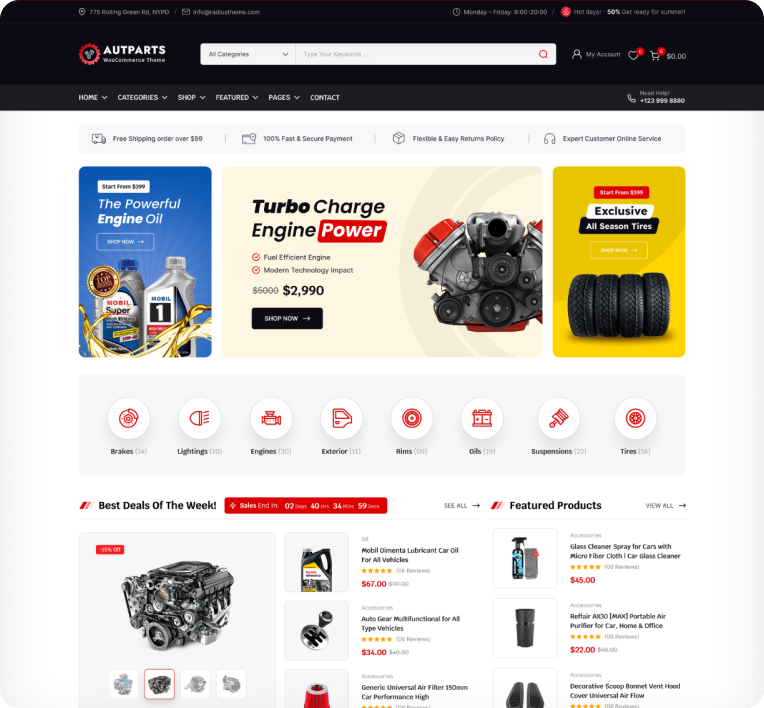 775 Rolling Green Rd, NYPD / info@radiustheme.com
Monday – Friday: 9:00-20:00 / Hot days! - 50% Get ready for summer!
AUTPARTS
WooCommerce Theme
All Categories
Type Your Keywords . . .
My Account
0
0
$0.00
HOME CATEGORIES SHOP FEATURED PAGES CONTACT
Need Help!
+123 999 8880
Free Shipping order over $99
100% Fast & Secure Payment
Flexible & Easy Returns Policy
Expert Customer Online Service
Start From $399
The Powerful
Engine Oil
SHOP NOW →
TOP
MOBIL
Super
MOBIL
1
Turbo Charge
Engine Power
Fuel Efficient Engine
Modern Technology Impact
$5000 $2,990
SHOP NOW →
Start From $399
Exclusive
All Season Tires
SHOP NOW →
Brakes (14)
Lightings (10)
Engines (30)
Exterior (11)
Rims (09)
Oils (19)
Suspensions (22)
Tires (16)
Best Deals Of The Week!
Sales End In: 02 Days 40 Hrs 34 Mins 59 Secs
SEE ALL →
-15% Off
Oil
Mobil Oimenta Lubricant Car Oil
For All Vehicles
(06 Reviews)
$67.00 $90.00
Accessories
Auto Gear Multifunctional for All
Type Vehicles
(06 Reviews)
$34.00 $40.00
Accessories
Generic Universal Air Filter 150mm
Car Performance High
(06 Reviews)
Featured Products
VIEW ALL →
Accessories
Glass Cleaner Spray for Cars with
Micro Fiber Cloth | Car Glass Cleaner
(06 Reviews)
$45.00
Accessories
Reffair AX30 [MAX] Portable Air
Purifier for Car, Home & Office
(06 Reviews)
$22.00 $40.00
Accessories
Decorative Scoop Bonnet Vent Hood
Cover Universal Air Flow
(06 Reviews)